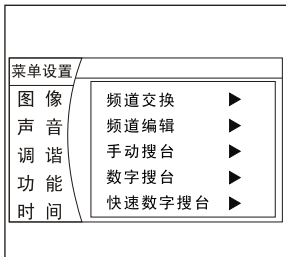 菜单设置
图 像
声 音
调 谐
功 能
时 间
频道交换 ▶
频道编辑 ▶
手动搜台 ▶
数字搜台 ▶
快速数字搜台 ▶